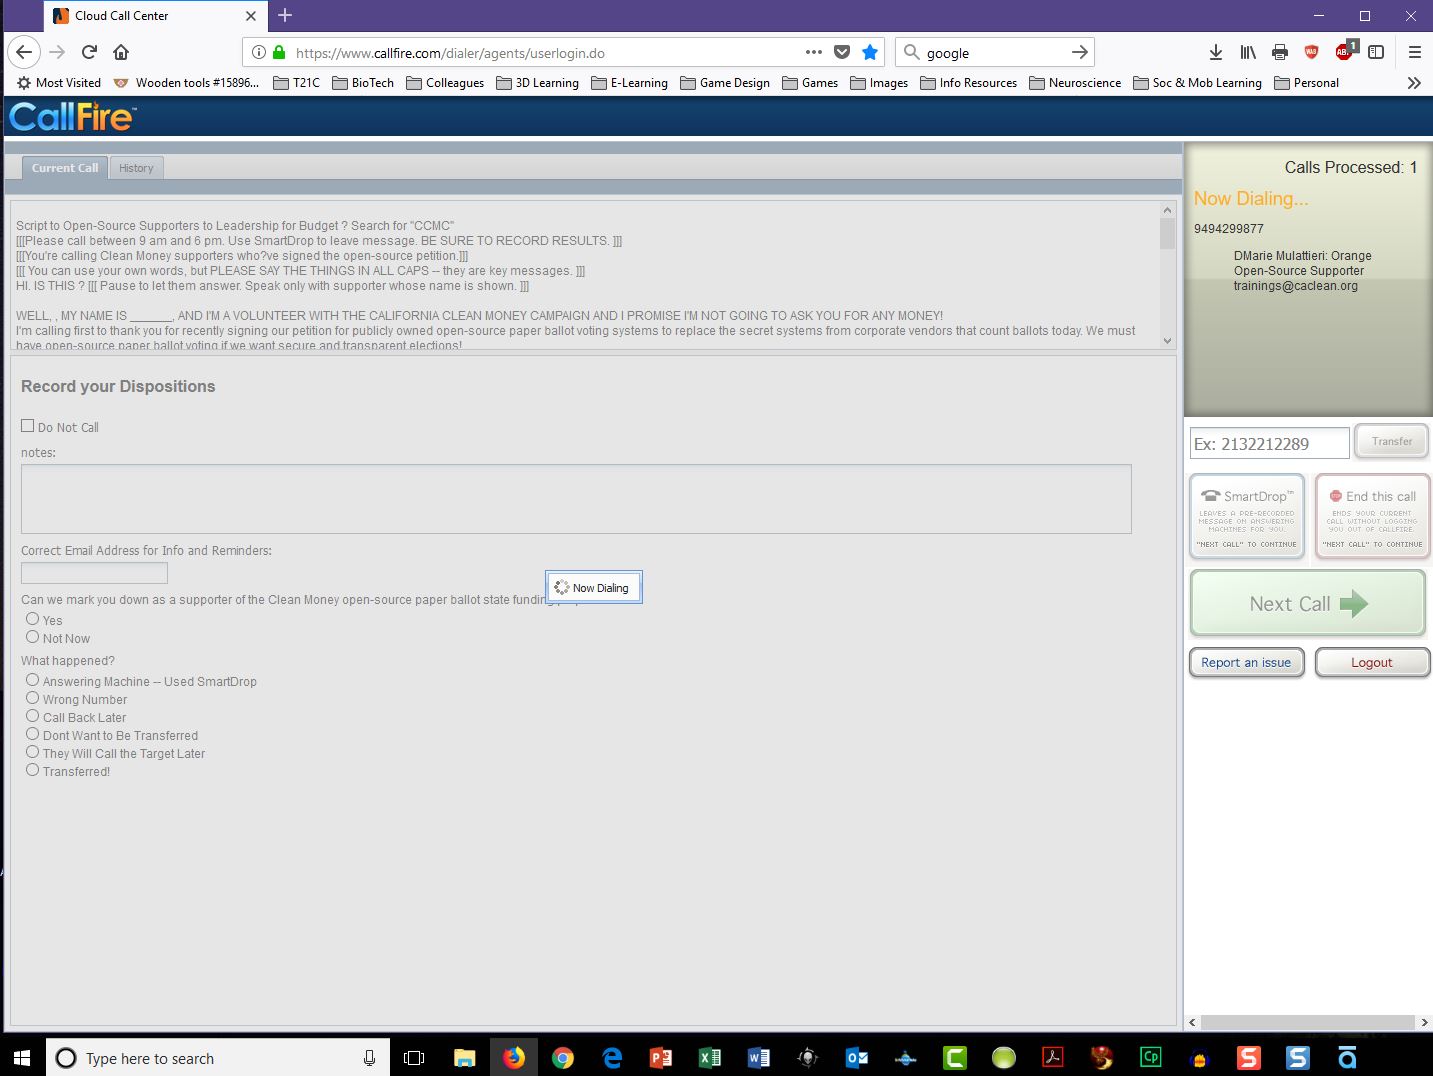 Cloud Call Center
https://www.callfire.com/dialer/agents/userlogin.do
google
1
Most Visited
Wooden tools #15896...
T21C
BioTech
Colleagues
3D Learning
E-Learning
Game Design
Games
Images
Info Resources
Neuroscience
Soc & Mob Learning
Personal
CallFire™
Current Call
History
Script to Open-Source Supporters to Leadership for Budget ? Search for "CCMC"
[[[Please call between 9 am and 6 pm. Use SmartDrop to leave message. BE SURE TO RECORD RESULTS. ]]]
[[[You're calling Clean Money supporters who?ve signed the open-source petition.]]]
[[[ You can use your own words, but PLEASE SAY THE THINGS IN ALL CAPS -- they are key messages. ]]]
HI. IS THIS ? [[[ Pause to let them answer. Speak only with supporter whose name is shown. ]]]
WELL, , MY NAME IS ______, AND I'M A VOLUNTEER WITH THE CALIFORNIA CLEAN MONEY CAMPAIGN AND I PROMISE I'M NOT GOING TO ASK YOU FOR ANY MONEY!
I'm calling first to thank you for recently signing our petition for publicly owned open-source paper ballot voting systems to replace the secret systems from corporate vendors that count ballots today. We must
have open-source paper ballot voting if we want secure and transparent elections!
Record your Dispositions
Do Not Call
notes:
Correct Email Address for Info and Reminders:
Now Dialing
Can we mark you down as a supporter of the Clean Money open-source paper ballot state funding
Yes
Not Now
What happened?
Answering Machine -- Used SmartDrop
Wrong Number
Call Back Later
Dont Want to Be Transferred
They Will Call the Target Later
Transferred!
Calls Processed: 1
Now Dialing...
9494299877
DMarie Mulattieri: Orange
Open-Source Supporter
trainings@caclean.org
Ex: 2132212289
Transfer
SmartDrop™
LEAVES A PRE-RECORDED
MESSAGE ON ANSWERING
MACHINES FOR YOU.
"NEXT CALL" TO CONTINUE
STOP
End this call
ENDS YOUR CURRENT
CALL WITHOUT LOGGING
YOU OUT OF CALLFIRE.
"NEXT CALL" TO CONTINUE
Next Call
Report an issue
Logout
Type here to search